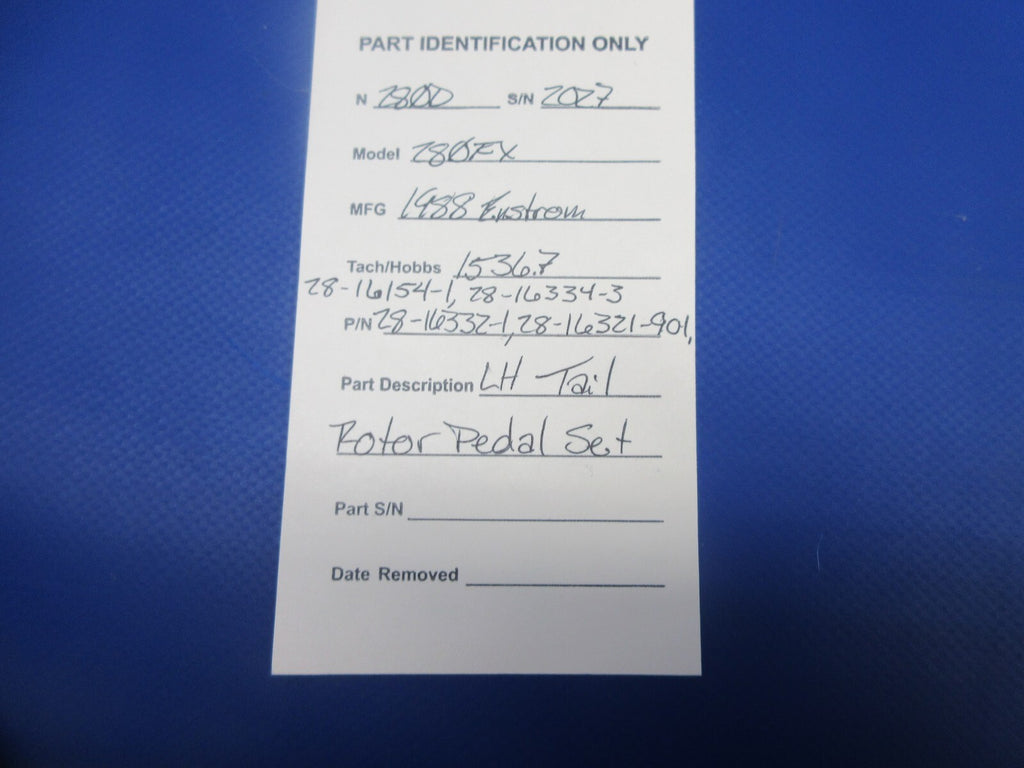 PART IDENTIFICATION ONLY
N 280D S/N 2027
Model 280FX
MFG 1988 Enstrom
Tach/Hobbs 1536.7
28-16154-1, 28-16334-3
P/N 28-16332-1, 28-16321-901,
Part Description LH Tail
Rotor Pedal Set
Part S/N
Date Removed